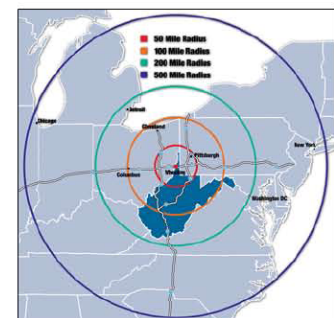 50 Mile Radius
100 Mile Radius
200 Mile Radius
500 Mile Radius
Chicago
Detroit
Cleveland
Pittsburgh
New York
Wheeling
Columbus
Washington DC